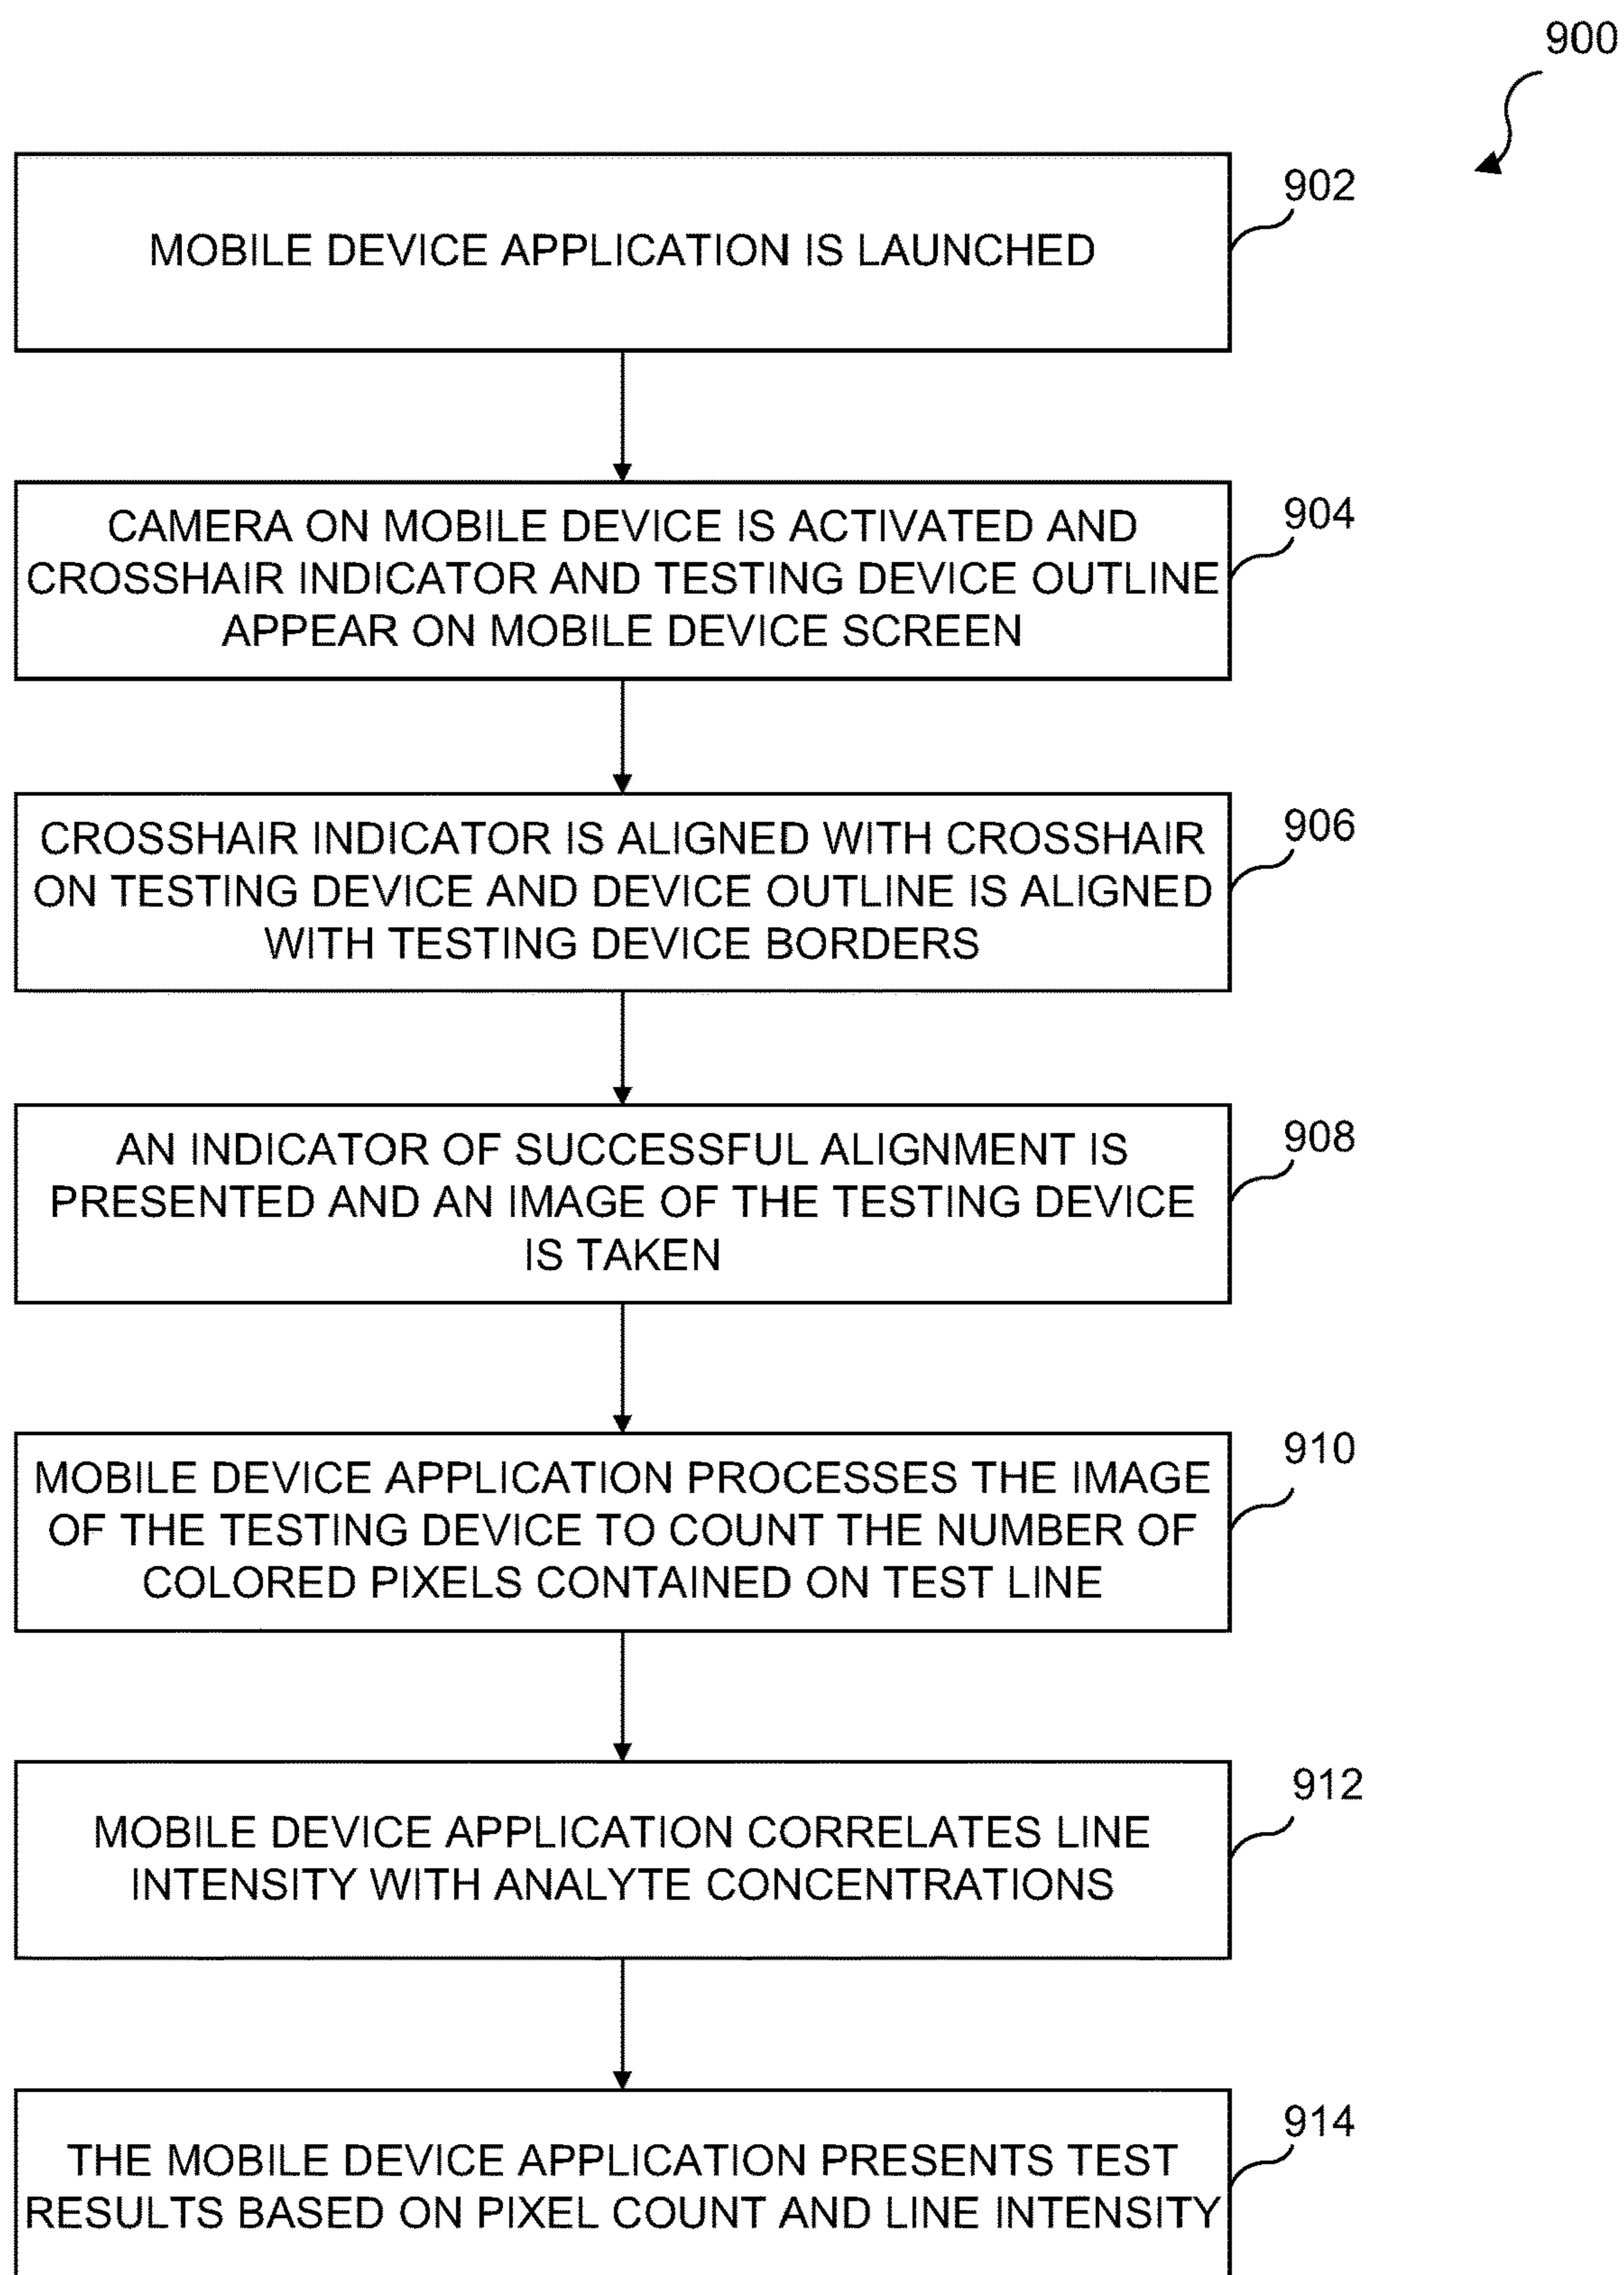 900
MOBILE DEVICE APPLICATION IS LAUNCHED
902
CAMERA ON MOBILE DEVICE IS ACTIVATED AND
CROSSHAIR INDICATOR AND TESTING DEVICE OUTLINE
APPEAR ON MOBILE DEVICE SCREEN
904
CROSSHAIR INDICATOR IS ALIGNED WITH CROSSHAIR
ON TESTING DEVICE AND DEVICE OUTLINE IS ALIGNED
WITH TESTING DEVICE BORDERS
906
AN INDICATOR OF SUCCESSFUL ALIGNMENT IS
PRESENTED AND AN IMAGE OF THE TESTING DEVICE
IS TAKEN
908
MOBILE DEVICE APPLICATION PROCESSES THE IMAGE
OF THE TESTING DEVICE TO COUNT THE NUMBER OF
COLORED PIXELS CONTAINED ON TEST LINE
910
MOBILE DEVICE APPLICATION CORRELATES LINE
INTENSITY WITH ANALYTE CONCENTRATIONS
912
THE MOBILE DEVICE APPLICATION PRESENTS TEST
RESULTS BASED ON PIXEL COUNT AND LINE INTENSITY
914